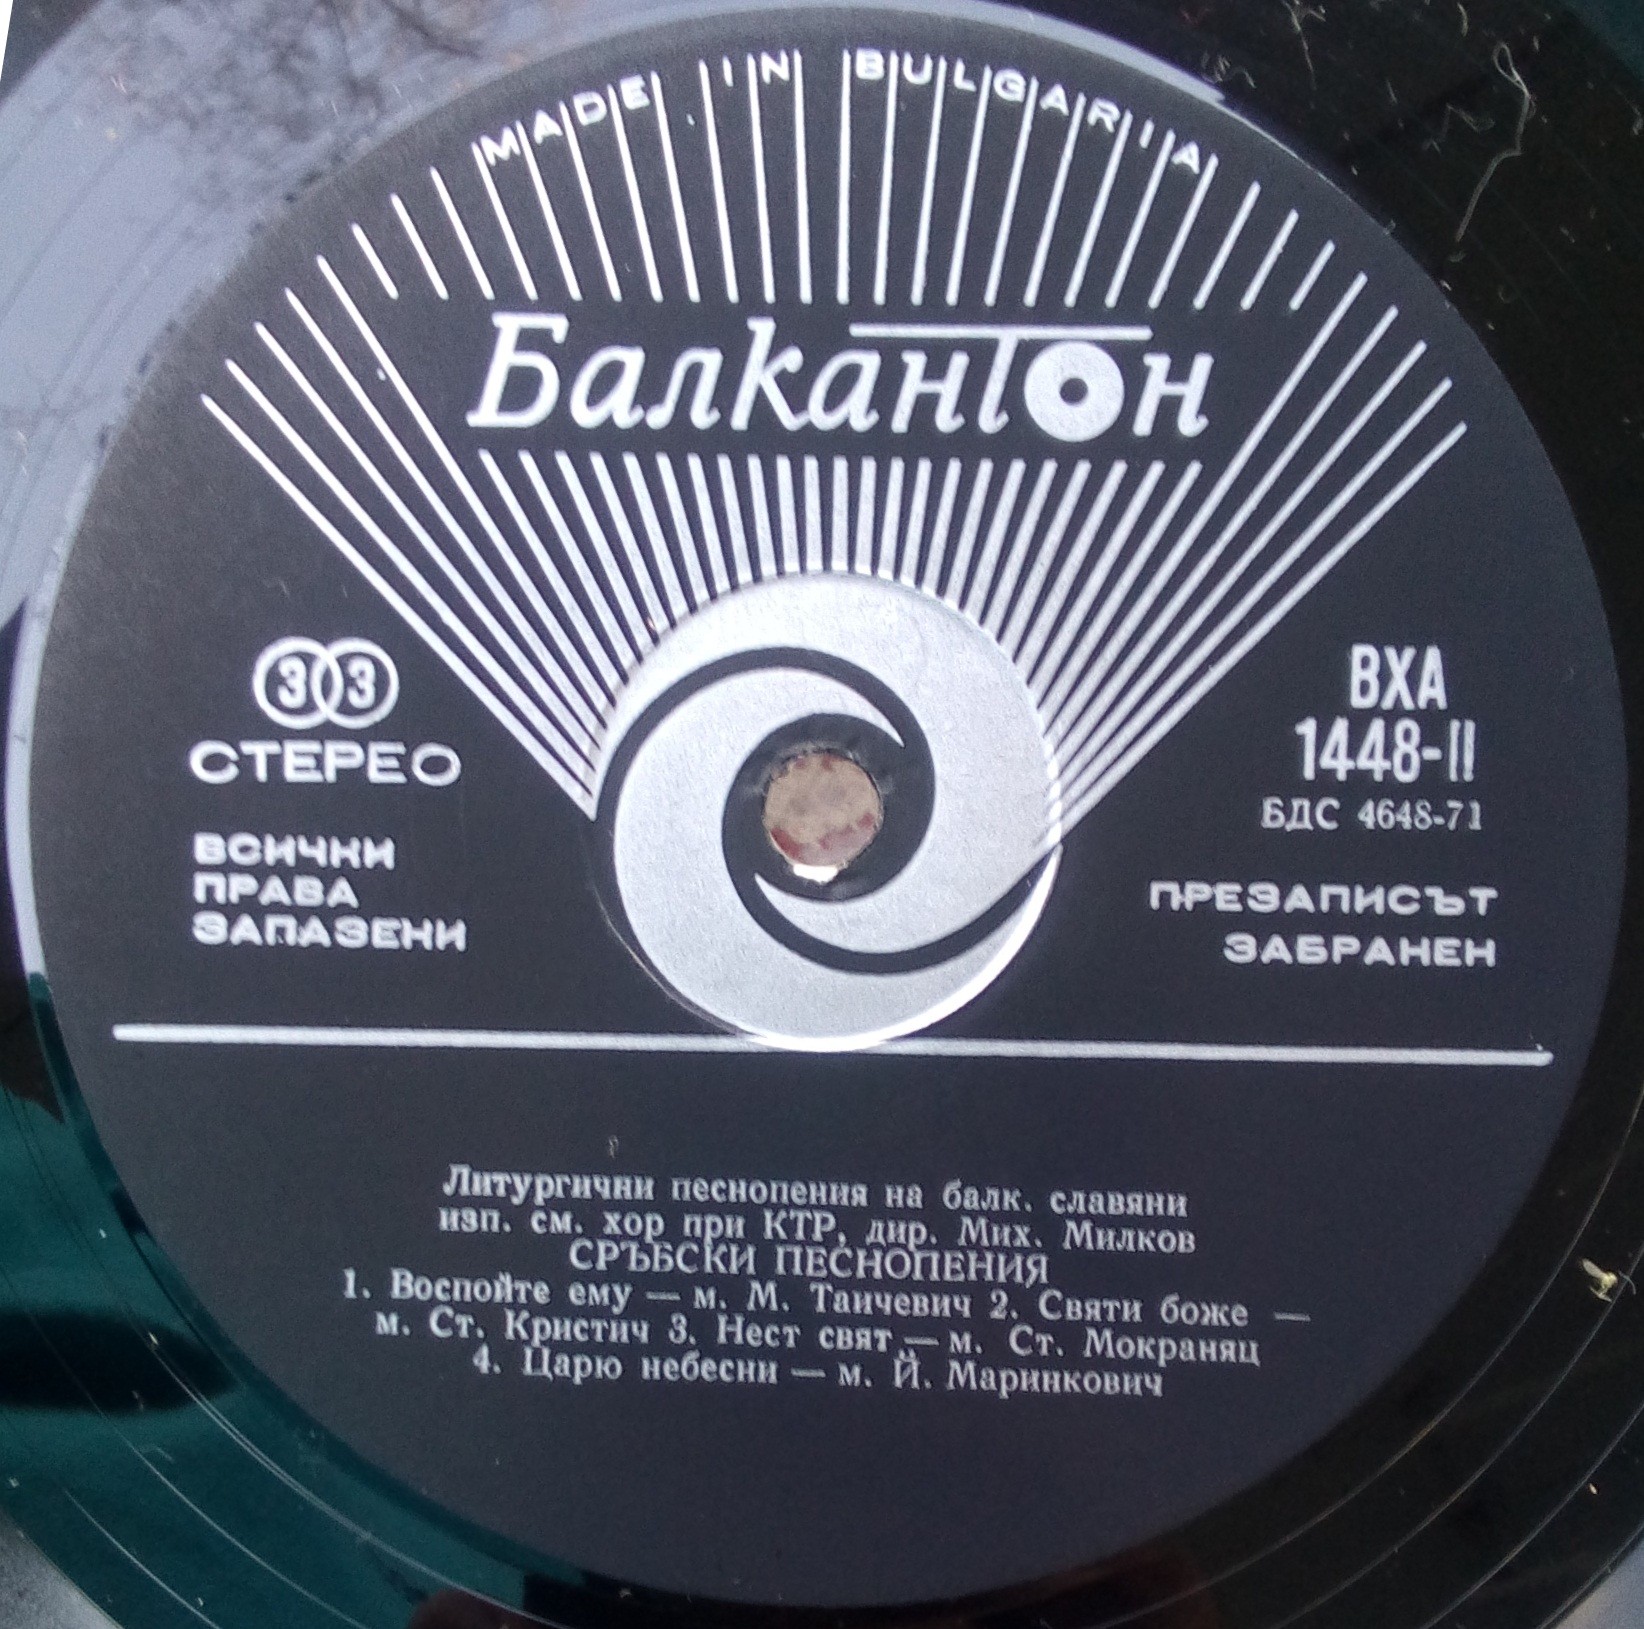 MADE IN BULGARIA
Балкантон
33
СТЕРЕО
ВСИЧКИ
ПРАВА
ЗАПАЗЕНИ
ВХА
1448-II
БДС 4648-71
ПРЕЗАПИСЪТ
ЗАБРАНЕН
Литургични песнопения на балк. славяни
изп. см. хор при КТР, дир. Мих. Милков
СРЪБСКИ ПЕСНОПЕНИЯ
1. Воспойте ему — м. М. Таичевич 2. Святи боже —
м. Ст. Кристич 3. Нест свят — м. Ст. Мокраняц
4. Царю небесни — м. Й. Маринкович